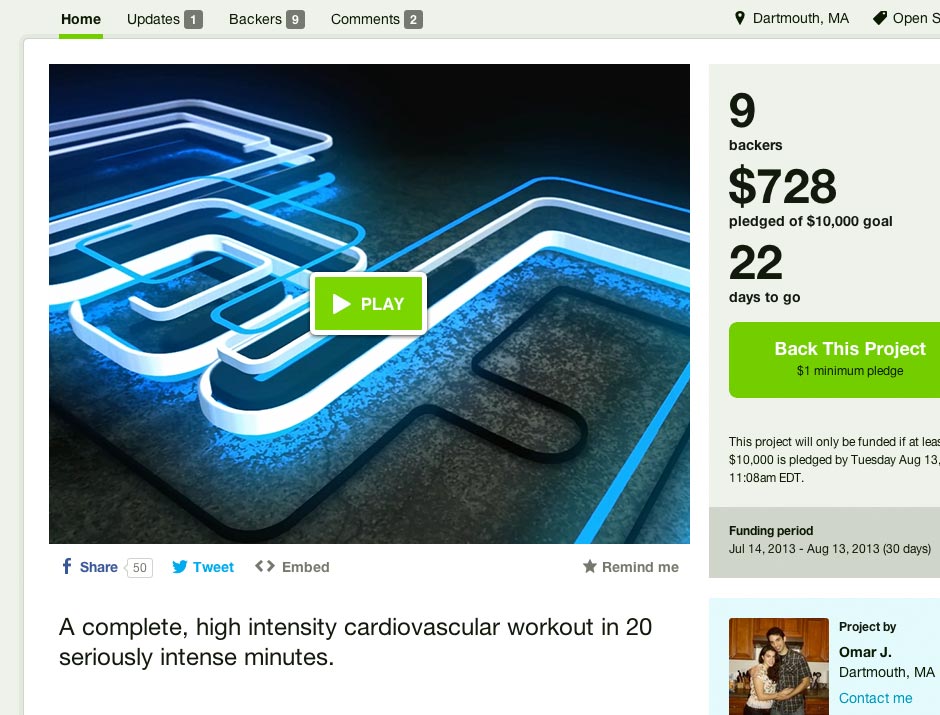 Home Updates 1 Backers 9 Comments 2
Dartmouth, MA Open S
PLAY
Share 50 Tweet Embed Remind me
A complete, high intensity cardiovascular workout in 20
seriously intense minutes.
9
backers
$728
pledged of $10,000 goal
22
days to go
Back This Project
$1 minimum pledge
This project will only be funded if at leas
$10,000 is pledged by Tuesday Aug 13,
11:08am EDT.
Funding period
Jul 14, 2013 - Aug 13, 2013 (30 days)
Project by
Omar J.
Dartmouth, MA
Contact me